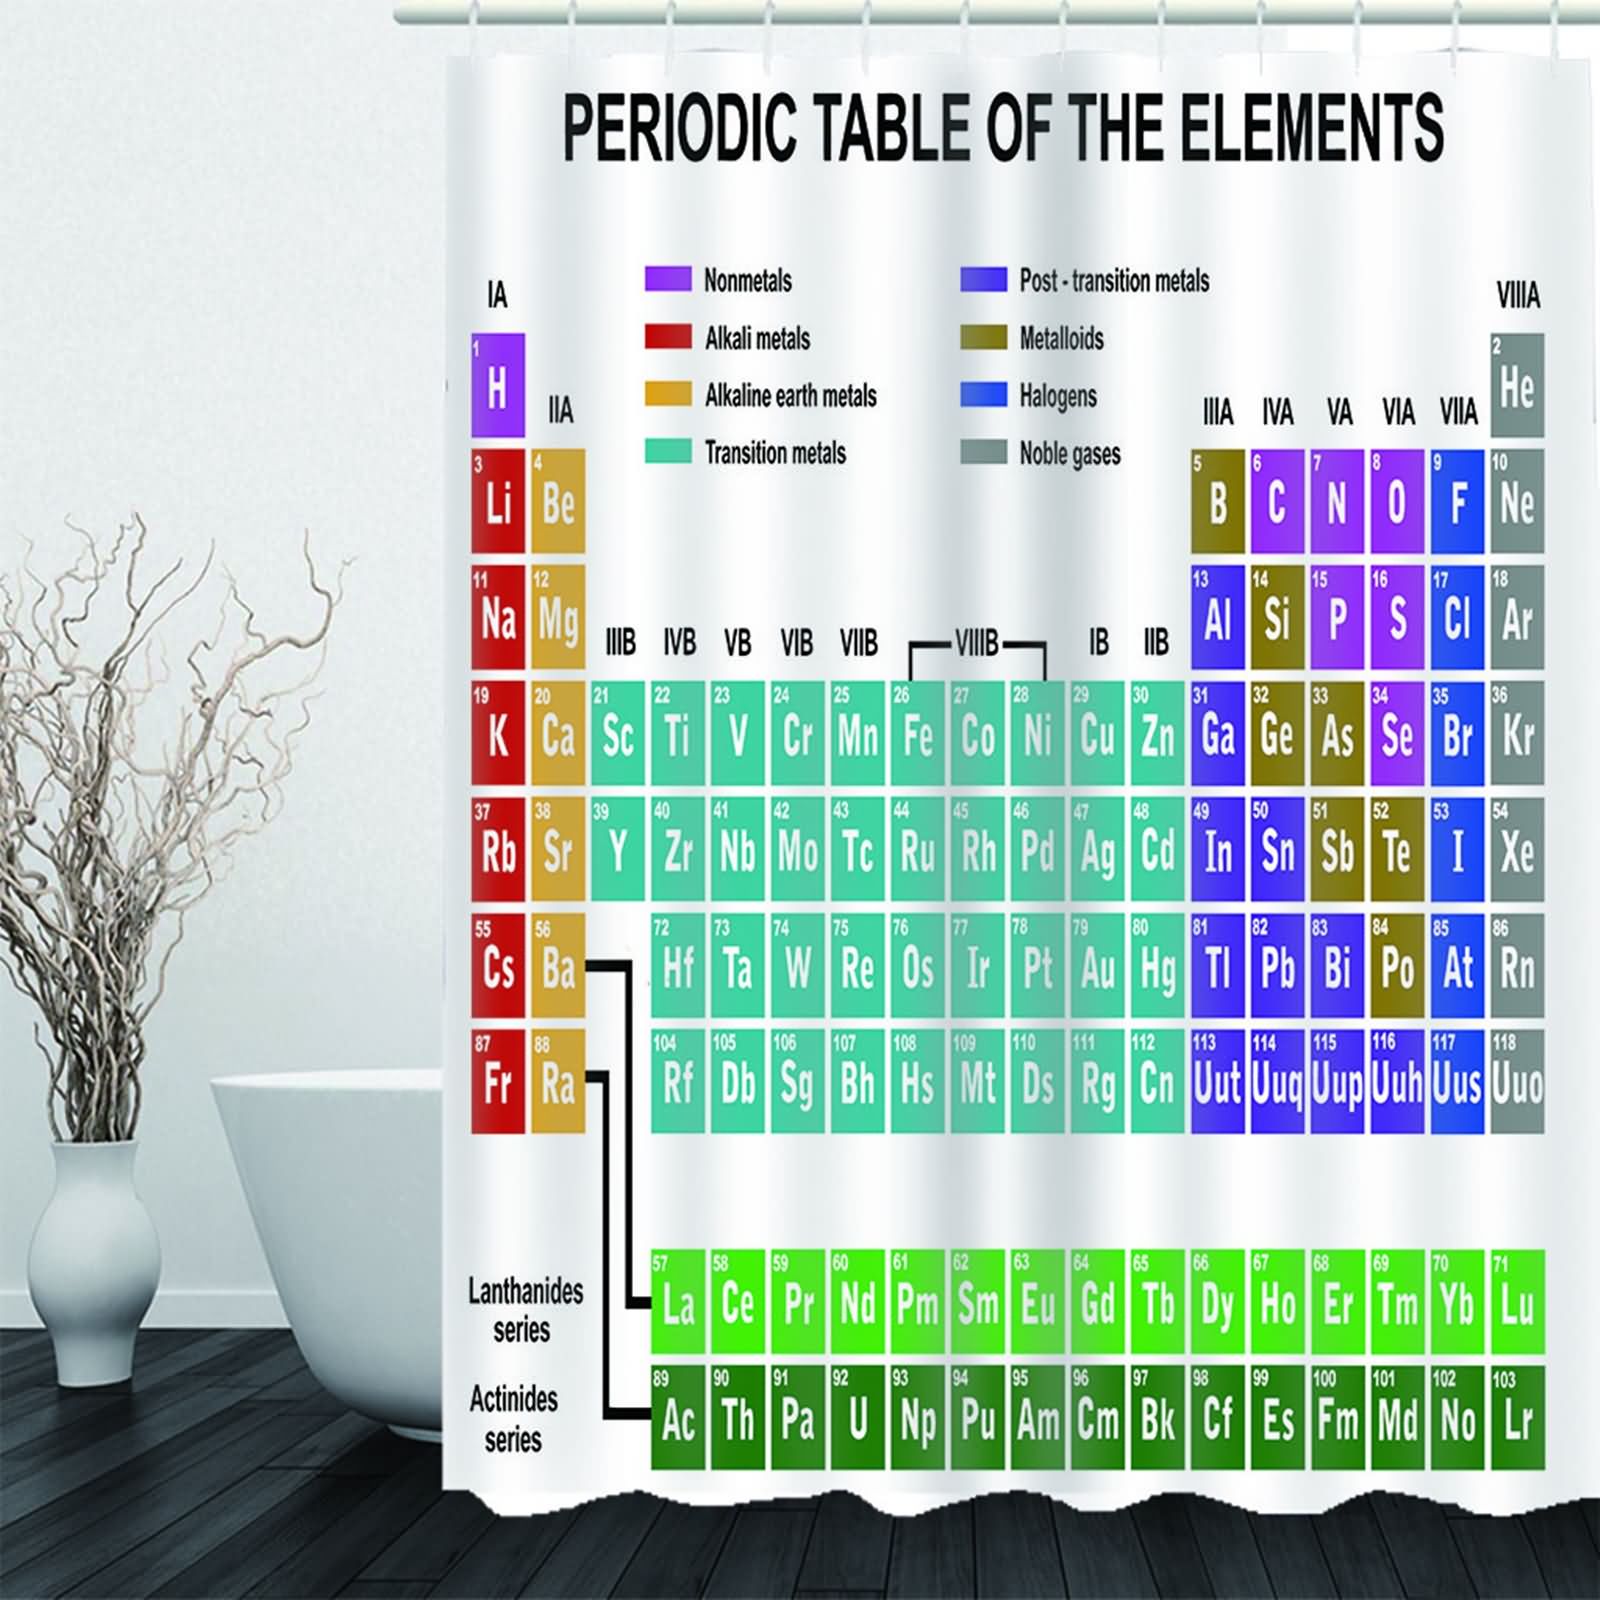 PERIODIC TABLE OF THE ELEMENTS
Nonmetals Post - transition metals
IA VIIIA
Alkali metals Metalloids
1 2
H He
Alkaline earth metals Halogens
IIA IIIA IVA VA VIA VIIA
Transition metals Noble gases
3 4 5 6 7 8 9 10
Li Be B C N O F Ne
11 12 13 14 15 16 17 18
Na Mg Al Si P S Cl Ar
IIIB IVB VB VIB VIIB VIIIB IB IIB
19 20 21 22 23 24 25 26 27 28 29 30 31 32 33 34 35 36
K Ca Sc Ti V Cr Mn Fe Co Ni Cu Zn Ga Ge As Se Br Kr
37 38 39 40 41 42 43 44 45 46 47 48 49 50 51 52 53 54
Rb Sr Y Zr Nb Mo Tc Ru Rh Pd Ag Cd In Sn Sb Te I Xe
55 56 72 73 74 75 76 77 78 79 80 81 82 83 84 85 86
Cs Ba Hf Ta W Re Os Ir Pt Au Hg Tl Pb Bi Po At Rn
87 88 104 105 106 107 108 109 110 111 112 113 114 115 116 117 118
Fr Ra Rf Db Sg Bh Hs Mt Ds Rg Cn Uut Uuq Uup Uuh Uus Uuo
57 58 59 60 61 62 63 64 65 66 67 68 69 70 71
La Ce Pr Nd Pm Sm Eu Gd Tb Dy Ho Er Tm Yb Lu
Lanthanides
series
89 90 91 92 93 94 95 96 97 98 99 100 101 102 103
Ac Th Pa U Np Pu Am Cm Bk Cf Es Fm Md No Lr
Actinides
series